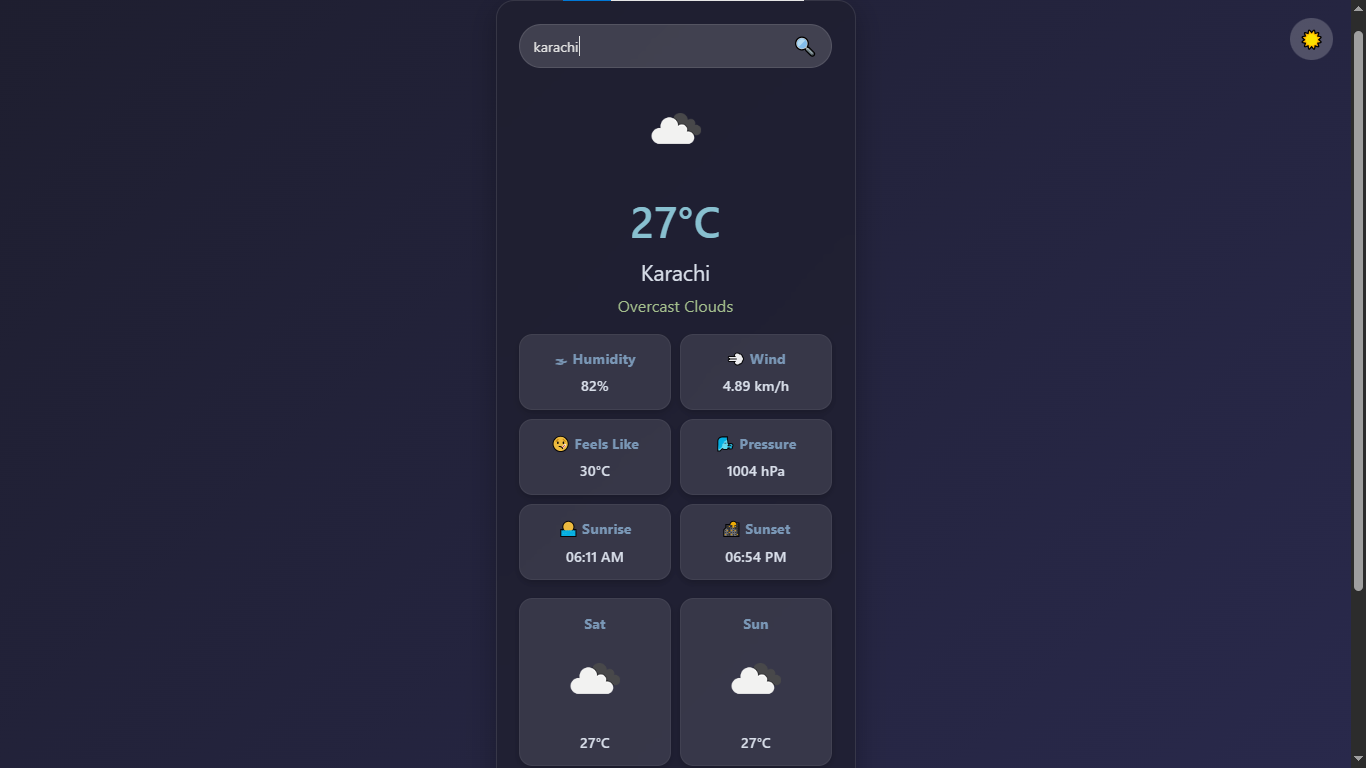 karachi
27°C
Karachi
Overcast Clouds
Humidity
82%
Wind
4.89 km/h
Feels Like
30°C
Pressure
1004 hPa
Sunrise
06:11 AM
Sunset
06:54 PM
Sat
27°C
Sun
27°C